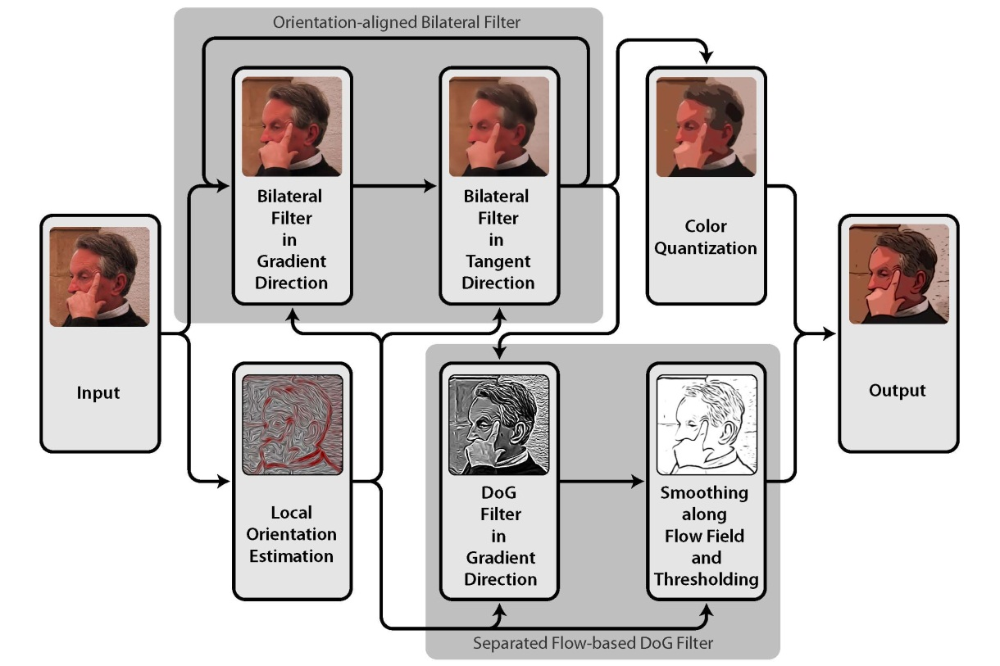 Orientation-aligned Bilateral Filter
Bilateral
Filter
in
Gradient
Direction
Bilateral
Filter
in
Tangent
Direction
Color
Quantization
Input
Output
Local
Orientation
Estimation
DoG
Filter
in
Gradient
Direction
Smoothing
along
Flow Field
and
Thresholding
Separated Flow-based DoG Filter